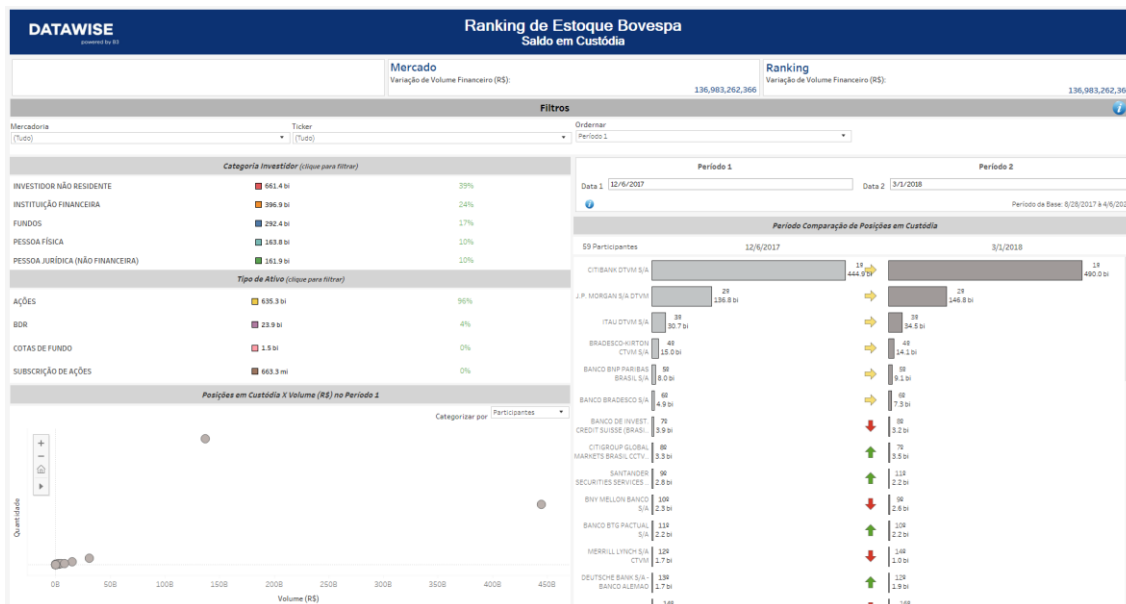 DATAWISE
powered by B3
Ranking de Estoque Bovespa
Saldo em Custódia
Mercado
Variação de Volume Financeiro (R$):
136,983,262,366
Ranking
Variação de Volume Financeiro (R$):
136,983,262,36
Filtros
Mercadoria
(Tudo)
Ticker
(Tudo)
Ordernar
Período 1
Categoria Investidor (clique para filtrar)
INVESTIDOR NÃO RESIDENTE 661.4 bi 39%
INSTITUIÇÃO FINANCEIRA 396.9 bi 24%
FUNDOS 292.4 bi 17%
PESSOA FÍSICA 163.8 bi 10%
PESSOA JURÍDICA (NÃO FINANCEIRA) 161.9 bi 10%
Tipo de Ativo (clique para filtrar)
AÇÕES 635.3 bi 96%
BDR 23.9 bi 4%
COTAS DE FUNDO 1.5 bi 0%
SUBSCRIÇÃO DE AÇÕES 663.3 mi 0%
Posições em Custódia X Volume (R$) no Período 1
Categorizar por Participantes
Quantidade
0B 50B 100B 150B 200B 250B 300B 350B 400B 450B
Volume (R$)
Período 1 Período 2
Data 1 12/6/2017 Data 2 3/1/2018
Período da Base: 8/28/2017 à 4/6/202
Período Comparação de Posições em Custódia
59 Participantes 12/6/2017 3/1/2018
CITIBANK DTVM S/A 1º 444.9 bi 1º 490.0 bi
J.P. MORGAN S/A DTVM 2º 136.8 bi 2º 146.8 bi
ITAU DTVM S/A 3º 30.7 bi 3º 34.5 bi
BRADESCO-KIRTON CTVM S/A 4º 15.0 bi 4º 14.1 bi
BANCO BNP PARIBAS BRASIL S/A 5º 8.0 bi 5º 9.1 bi
BANCO BRADESCO S/A 6º 4.9 bi 6º 7.3 bi
BANCO DE INVEST. CREDIT SUISSE (BRASI.. 7º 3.9 bi 8º 3.2 bi
CITIGROUP GLOBAL MARKETS BRASIL CCTV.. 8º 3.3 bi 7º 3.5 bi
SANTANDER SECURITIES SERVICES .. 9º 2.8 bi 11º 2.2 bi
BNY MELLON BANCO S/A 10º 2.3 bi 9º 2.6 bi
BANCO BTG PACTUAL S/A 11º 2.2 bi 10º 2.2 bi
MERRILL LYNCH S/A CTVM 12º 1.7 bi 14º 1.0 bi
DEUTSCHE BANK S/A - BANCO ALEMAO 13º 1.7 bi 12º 1.9 bi